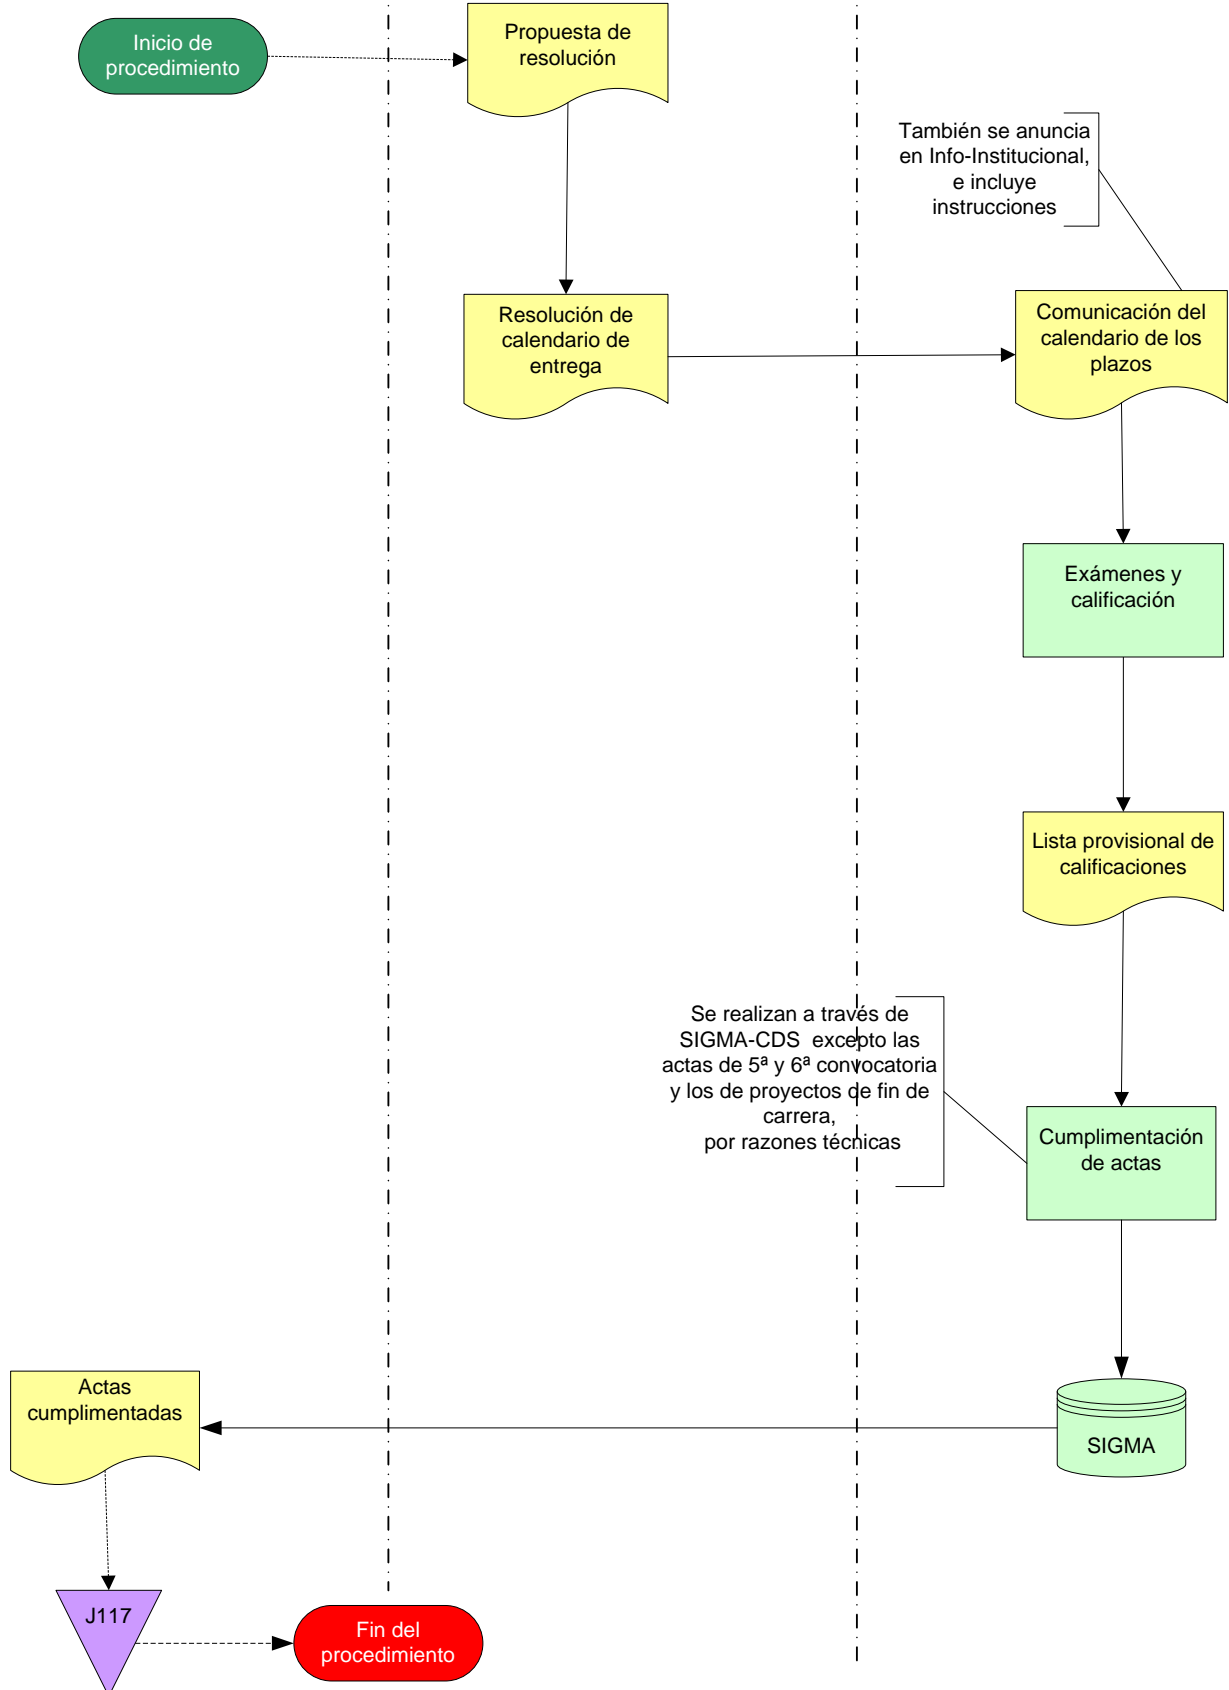 Inicio de
procedimiento
Propuesta de
resolución
También se anuncia
en Info-Institucional,
e incluye
instrucciones
Resolución de
calendario de
entrega
Comunicación del
calendario de los
plazos
Exámenes y
calificación
Lista provisional de
calificaciones
Se realizan a través de
SIGMA-CDS excepto las
actas de 5ª y 6ª convocatoria
y los de proyectos de fin de
carrera,
por razones técnicas
Cumplimentación
de actas
Actas
cumplimentadas
SIGMA
J117
Fin del
procedimiento